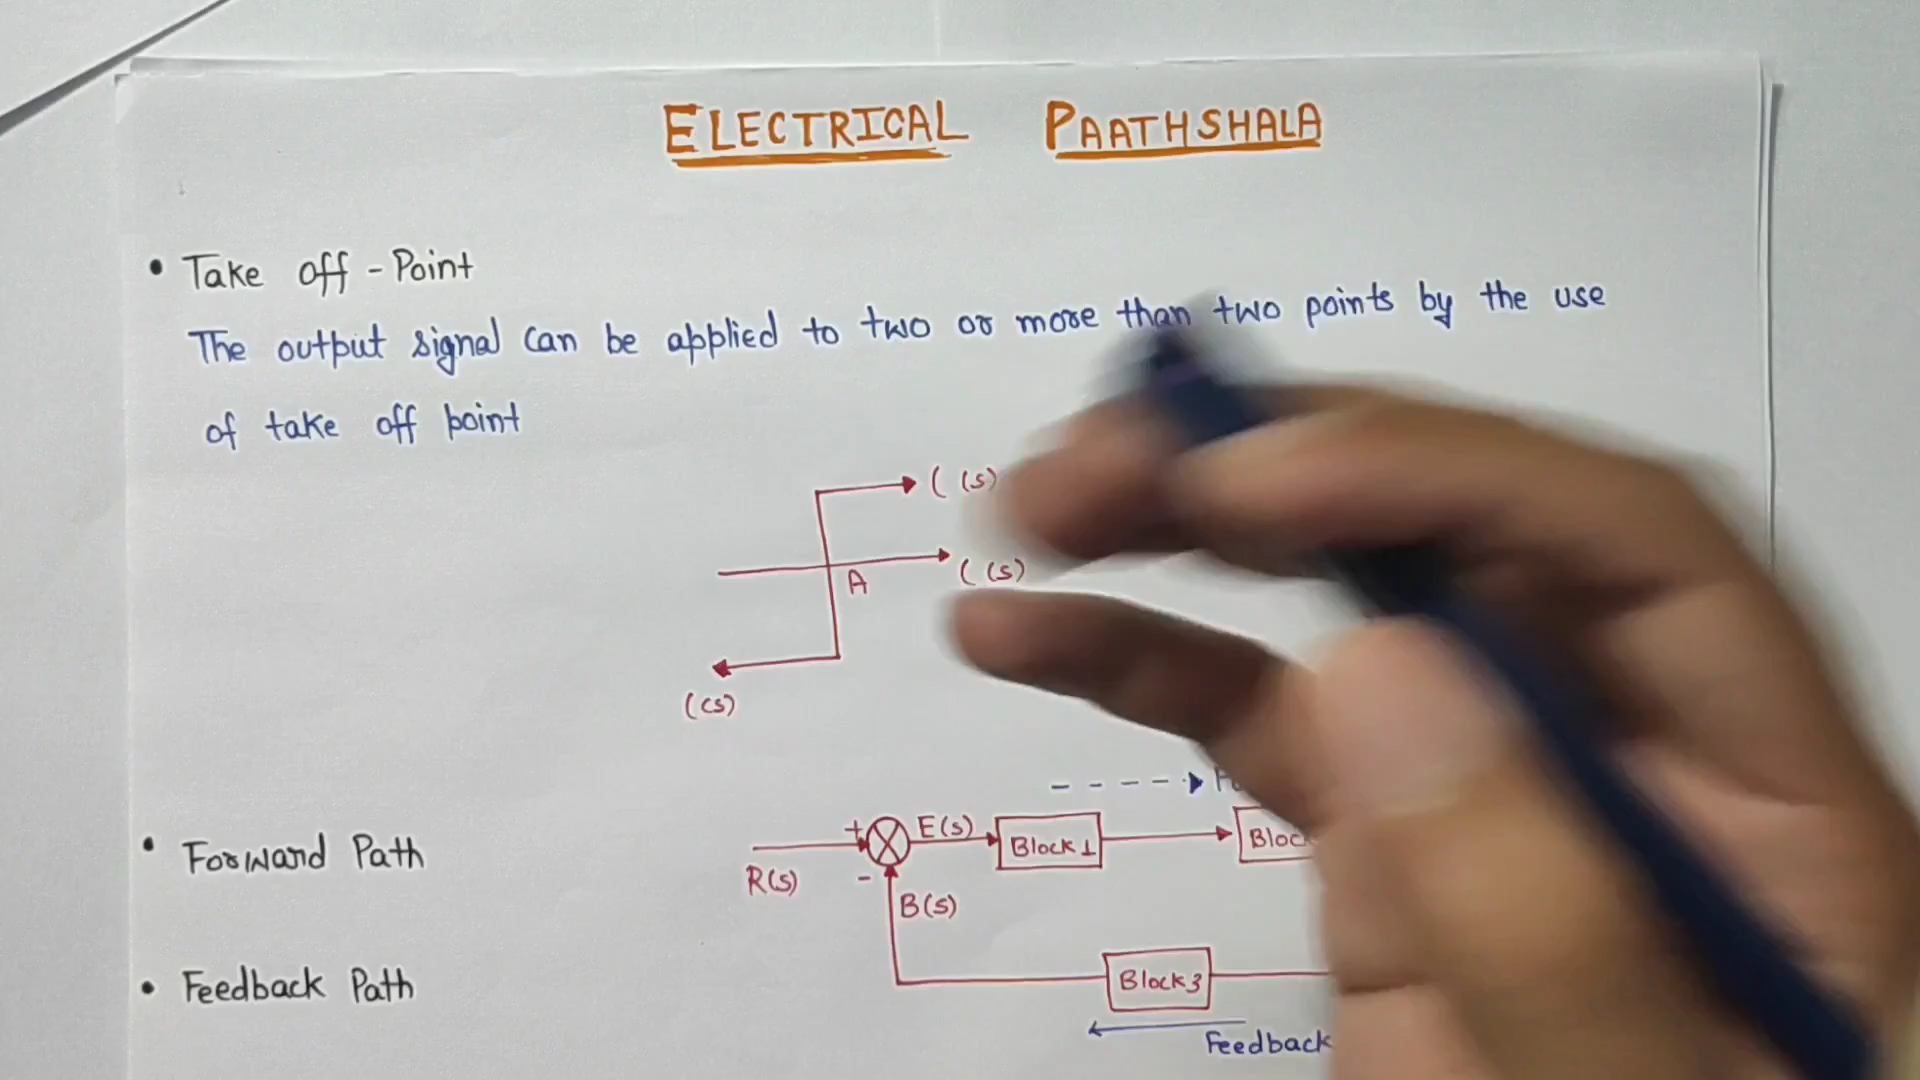 ELECTRICAL PAATHSHALA
• Take off - Point
The output signal can be applied to two or more than two points by the use
of take off point
C(s)
A
C(s)
C(s)
• Forward Path
+
E(s)
Block 1
R(s)
-
B(s)
• Feedback Path
Block 3
Feedback